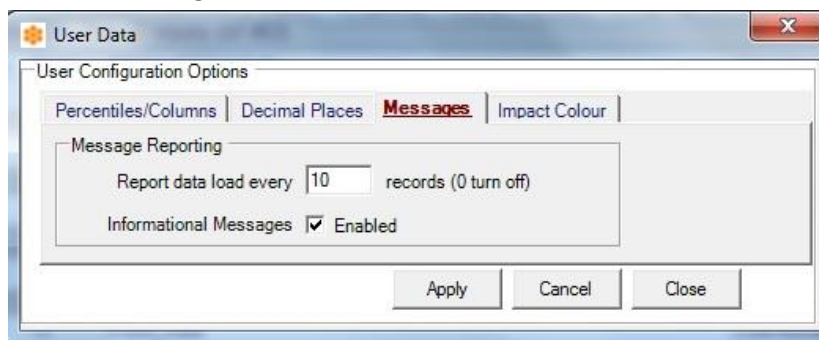 User Data
User Configuration Options
Percentiles/Columns Decimal Places Messages Impact Colour
Message Reporting
Report data load every 10 records (0 turn off)
Informational Messages Enabled
Apply Cancel Close